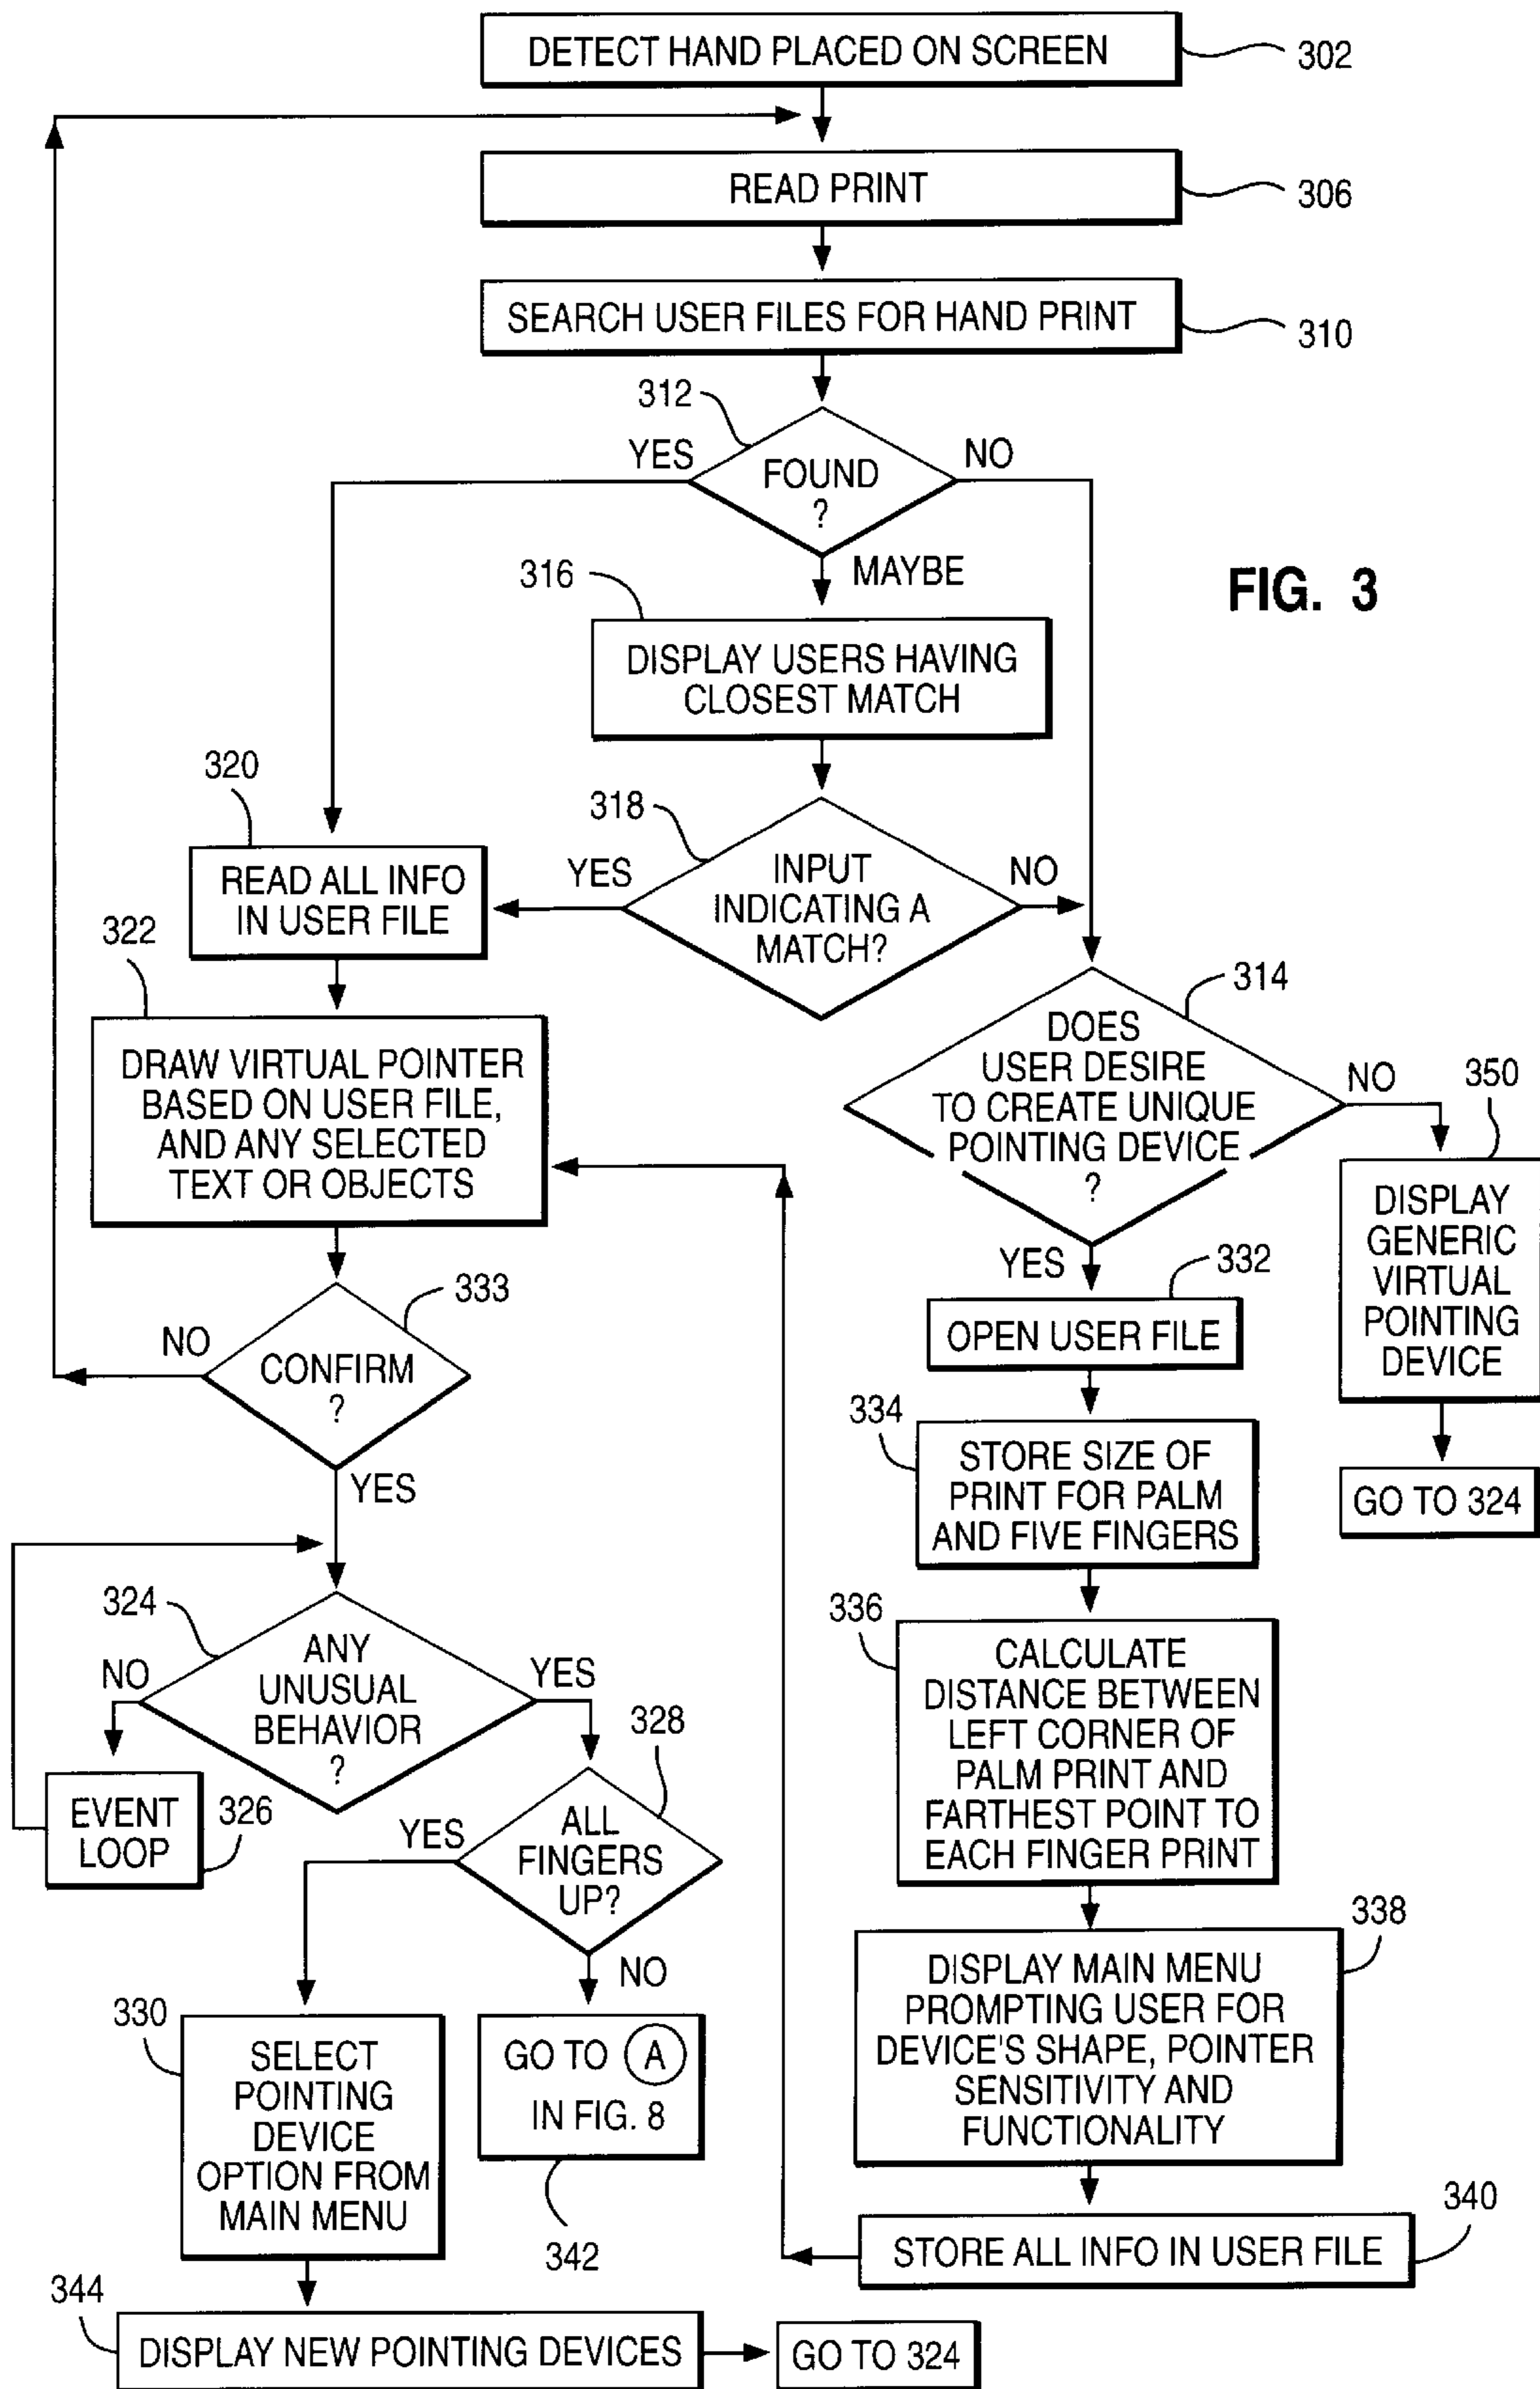 DETECT HAND PLACED ON SCREEN
302
READ PRINT
306
SEARCH USER FILES FOR HAND PRINT
310
312
YES
FOUND
?
NO
MAYBE
FIG. 3
316
DISPLAY USERS HAVING
CLOSEST MATCH
320
READ ALL INFO
IN USER FILE
318
YES
INPUT
INDICATING A
MATCH?
NO
322
DRAW VIRTUAL POINTER
BASED ON USER FILE,
AND ANY SELECTED
TEXT OR OBJECTS
314
DOES
USER DESIRE
TO CREATE UNIQUE
POINTING DEVICE
?
NO
YES
350
DISPLAY
GENERIC
VIRTUAL
POINTING
DEVICE
GO TO 324
333
NO
CONFIRM
?
YES
332
OPEN USER FILE
334
STORE SIZE OF
PRINT FOR PALM
AND FIVE FINGERS
324
NO
ANY
UNUSUAL
BEHAVIOR
?
YES
336
CALCULATE
DISTANCE BETWEEN
LEFT CORNER OF
PALM PRINT AND
FARTHEST POINT TO
EACH FINGER PRINT
EVENT
LOOP
326
328
YES
ALL
FINGERS
UP?
NO
338
DISPLAY MAIN MENU
PROMPTING USER FOR
DEVICE'S SHAPE, POINTER
SENSITIVITY AND
FUNCTIONALITY
330
SELECT
POINTING
DEVICE
OPTION FROM
MAIN MENU
GO TO A
IN FIG. 8
342
340
STORE ALL INFO IN USER FILE
344
DISPLAY NEW POINTING DEVICES
GO TO 324